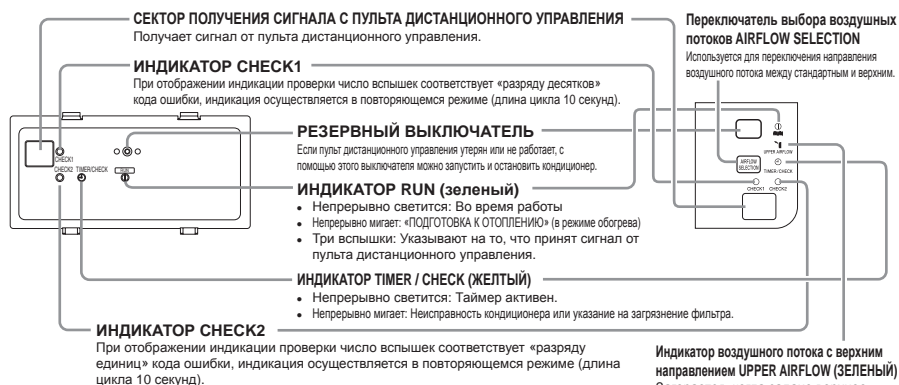 СЕКТОР ПОЛУЧЕНИЯ СИГНАЛА С ПУЛЬТА ДИСТАНЦИОННОГО УПРАВЛЕНИЯ
Получает сигнал от пульта дистанционного управления.
ИНДИКАТОР CHECK1
При отображении индикации проверки число вспышек соответствует «разряду десятков»
кода ошибки, индикация осуществляется в повторяющемся режиме (длина цикла 10 секунд).
РЕЗЕРВНЫЙ ВЫКЛЮЧАТЕЛЬ
Если пульт дистанционного управления утерян или не работает, с
помощью этого выключателя можно запустить и остановить кондиционер.
ИНДИКАТОР RUN (зеленый)
• Непрерывно светится: Во время работы
• Непрерывно мигает: «ПОДГОТОВКА К ОТОПЛЕНИЮ» (в режиме обогрева)
• Три вспышки: Указывают на то, что принят сигнал от
пульта дистанционного управления.
ИНДИКАТОР TIMER / CHECK (ЖЕЛТЫЙ)
• Непрерывно светится: Таймер активен.
• Непрерывно мигает: Неисправность кондиционера или указание на загрязнение фильтра.
ИНДИКАТОР CHECK2
При отображении индикации проверки число вспышек соответствует «разряду
единиц» кода ошибки, индикация осуществляется в повторяющемся режиме (длина
цикла 10 секунд).
CHECK1
CHECK2 TIMER/CHECK RUN
Переключатель выбора воздушных
потоков AIRFLOW SELECTION
Используется для переключения направления
воздушного потока между стандартным и верхним.
UPPER AIRFLOW
AIRFLOW
SELECTION
TIMER/CHECK
CHECK1 CHECK2
Индикатор воздушного потока с верхним
направлением UPPER AIRFLOW (ЗЕЛЕНЫЙ)